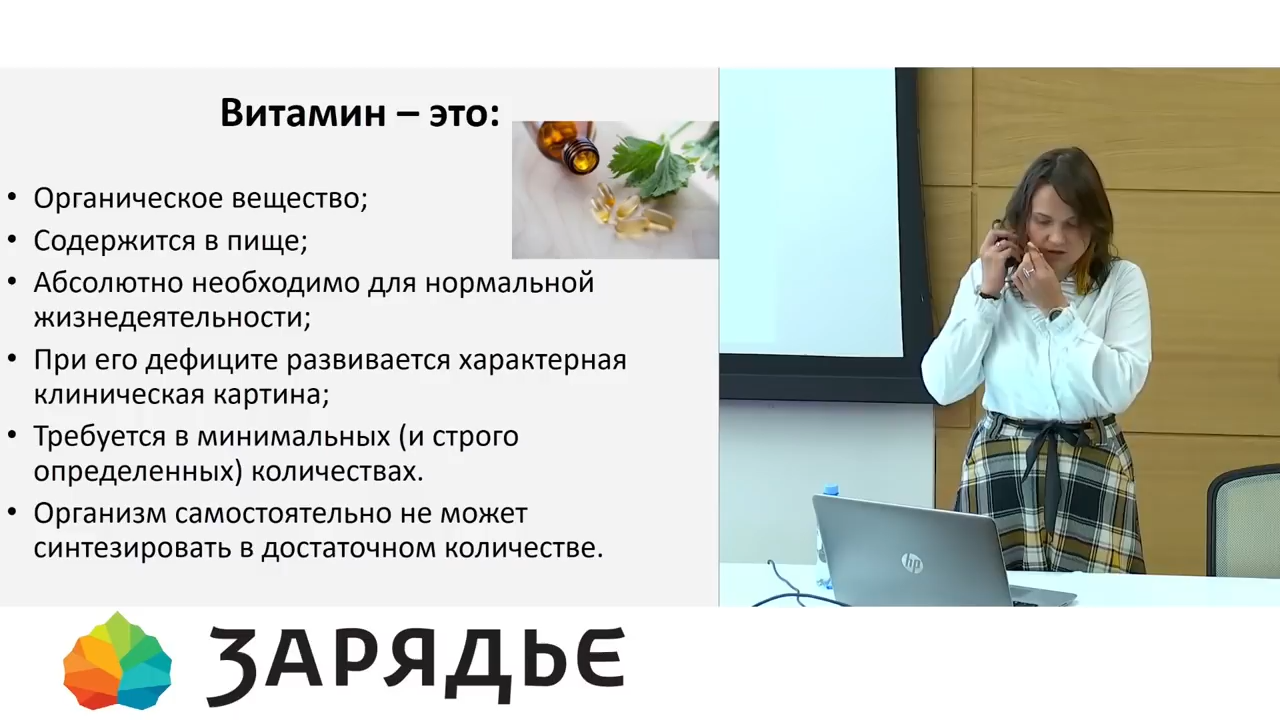 Витамин – это:
• Органическое вещество;
• Содержится в пище;
• Абсолютно необходимо для нормальной
жизнедеятельности;
• При его дефиците развивается характерная
клиническая картина;
• Требуется в минимальных (и строго
определенных) количествах.
• Организм самостоятельно не может
синтезировать в достаточном количестве.
hp
ЗАРЯДЬЕ